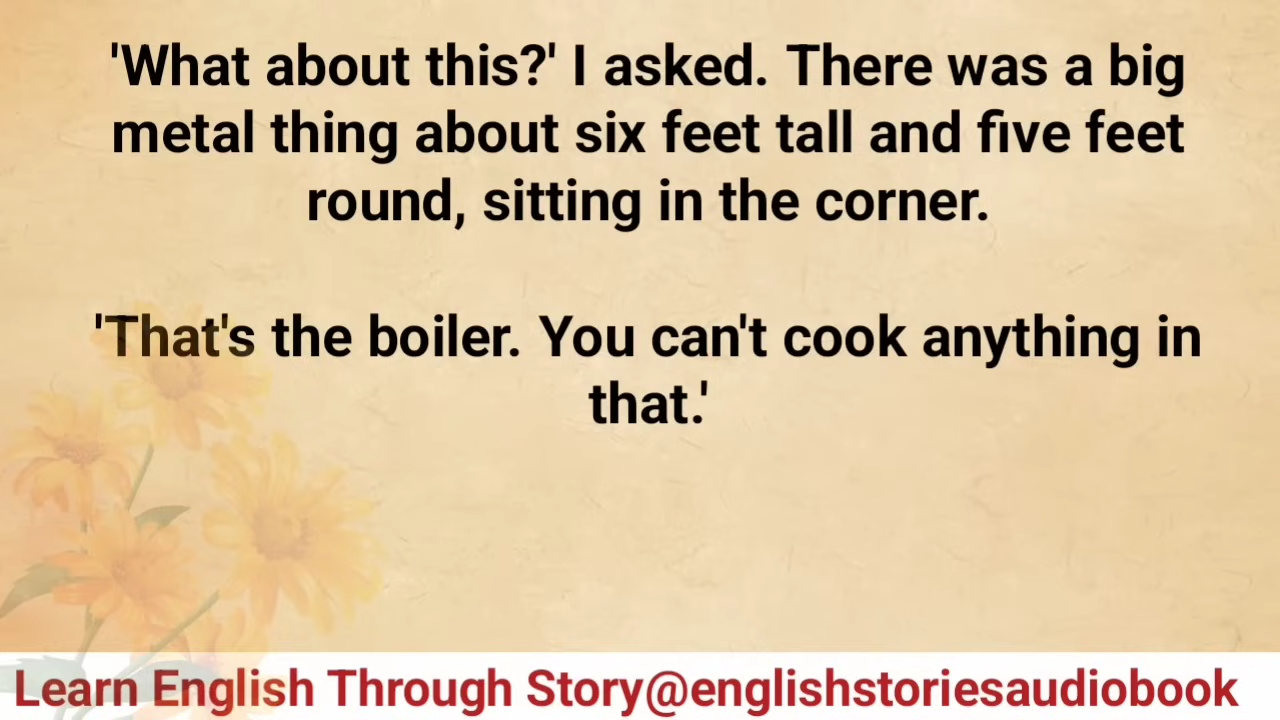 'What about this?' I asked. There was a big
metal thing about six feet tall and five feet
round, sitting in the corner.
'That's the boiler. You can't cook anything in
that.'
Learn English Through Story@englishstoriesaudiobook